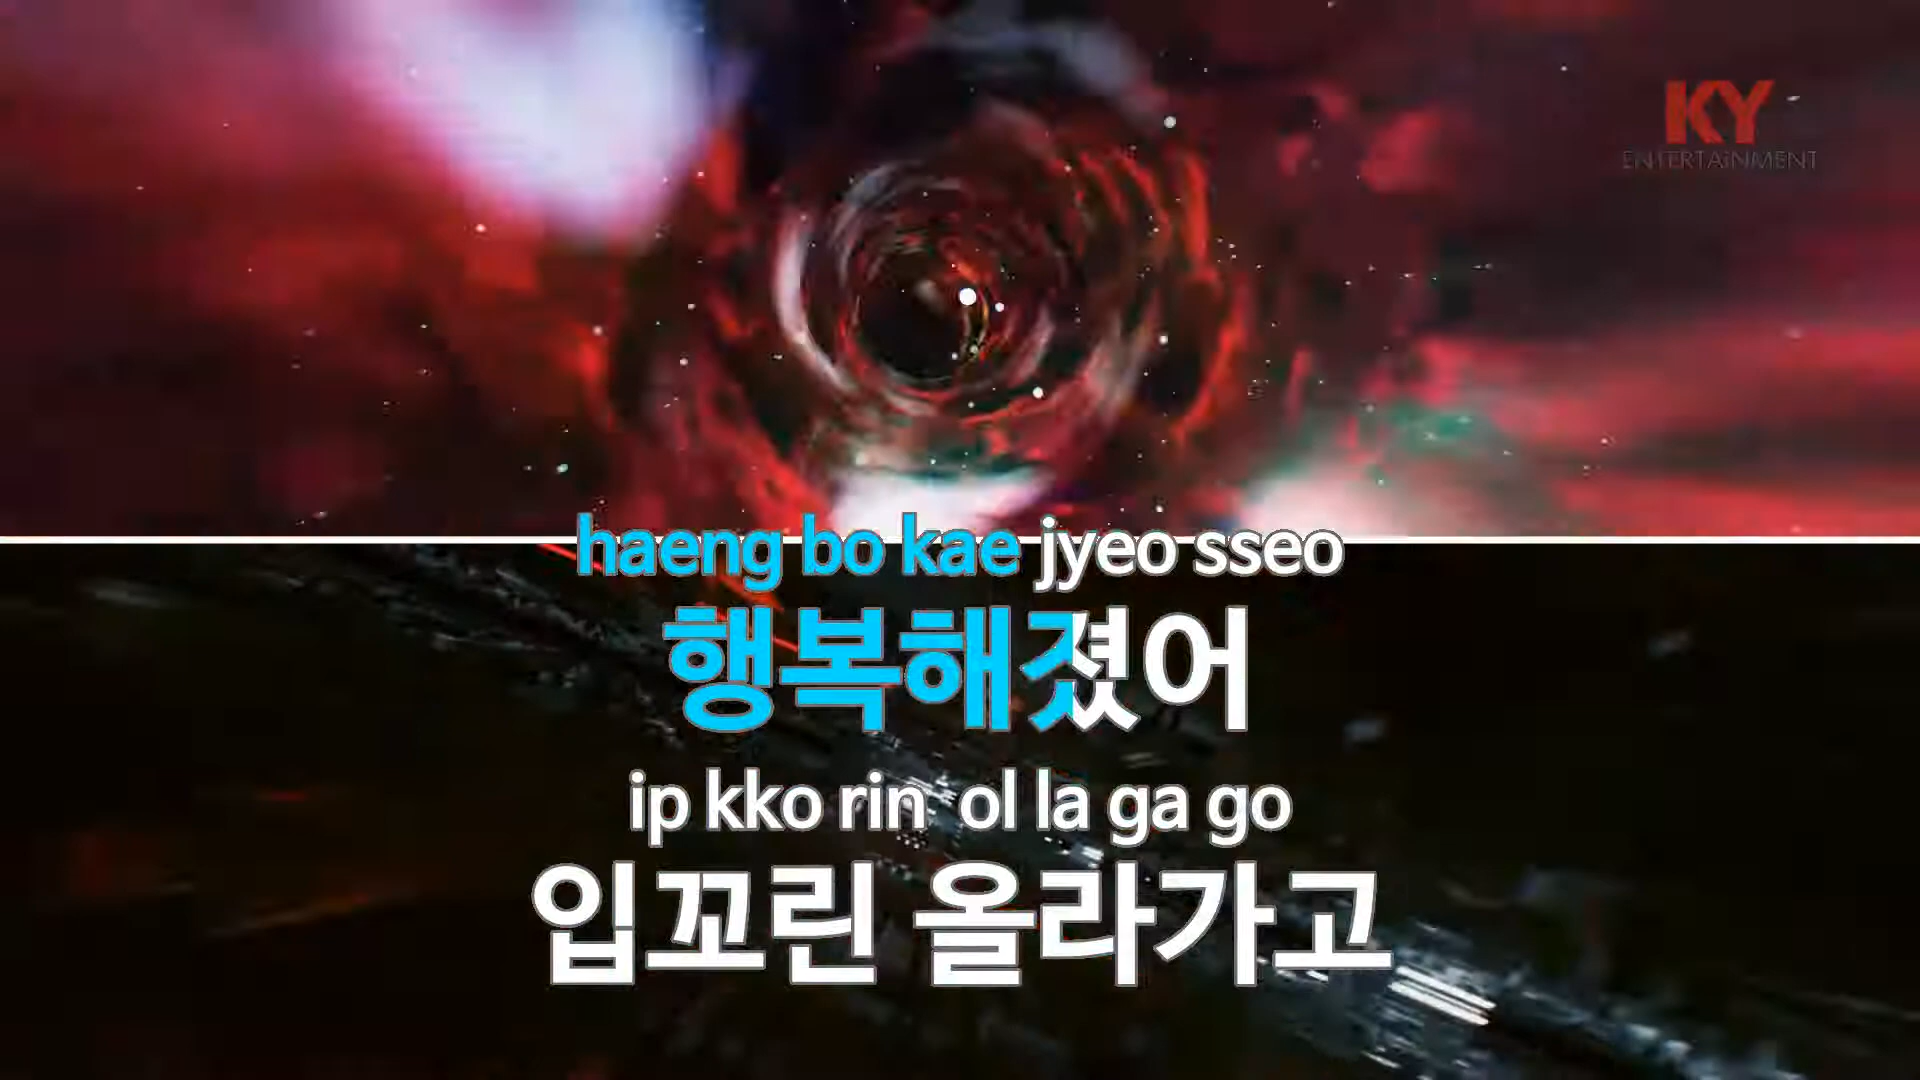 KY
ENTERTAINMENT
haeng bo kae jyeo sseo
행복해졌어
ip kko rin ol la ga go
입꼬린 올라가고